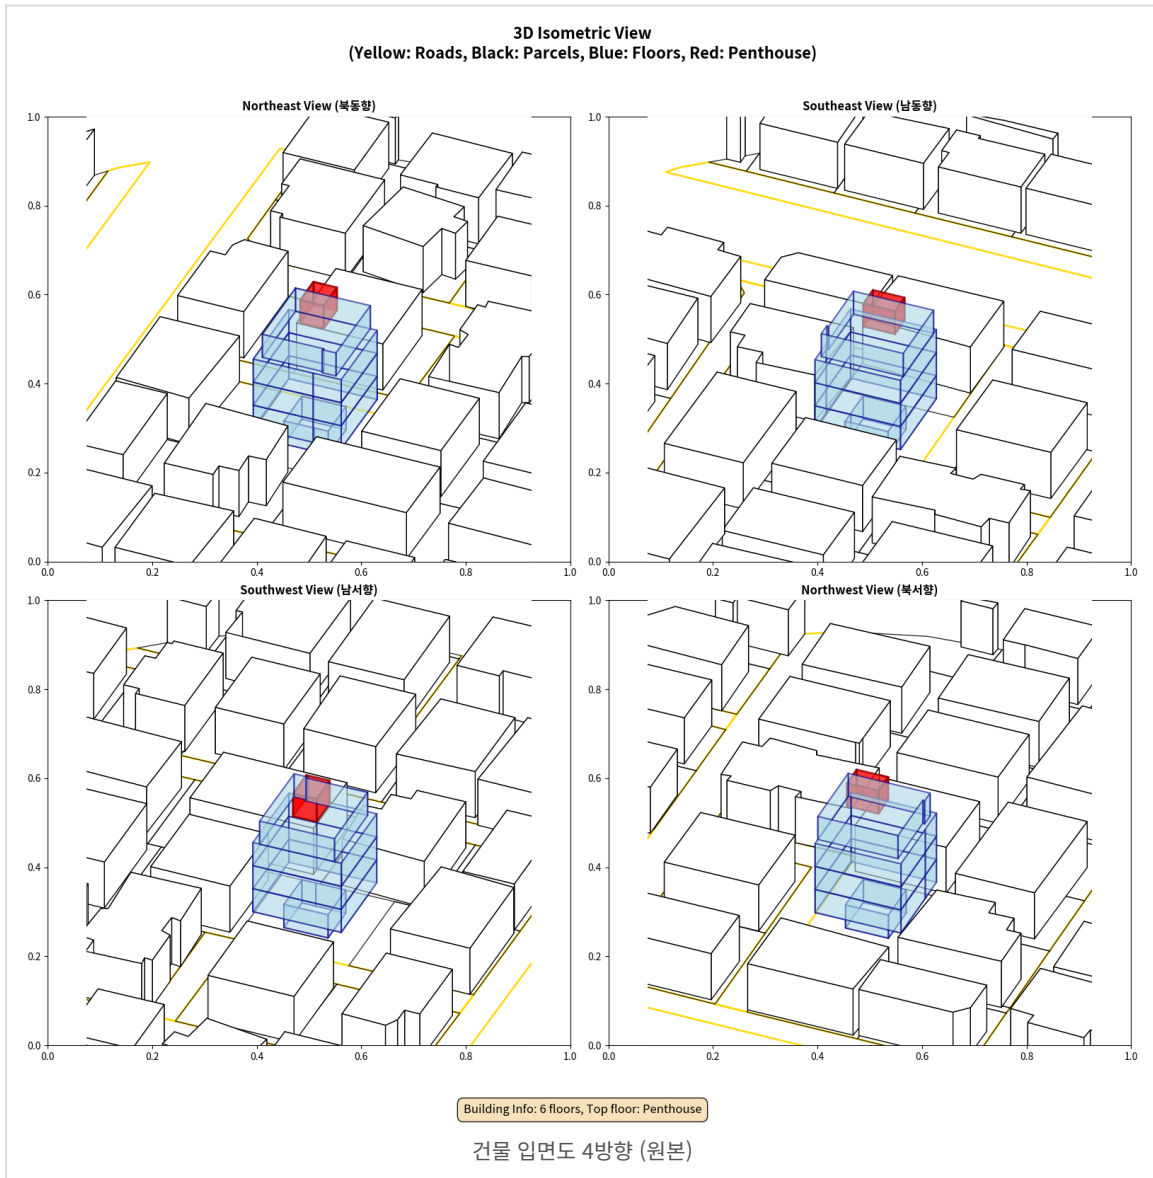 3D Isometric View
(Yellow: Roads, Black: Parcels, Blue: Floors, Red: Penthouse)
Northeast View (북동향)
1.0
0.8
0.6
0.4
0.2
0.0
0.0 0.2 0.4 0.6 0.8 1.0
Southeast View (남동향)
1.0
0.8
0.6
0.4
0.2
0.0
0.0 0.2 0.4 0.6 0.8 1.0
Southwest View (남서향)
1.0
0.8
0.6
0.4
0.2
0.0
0.0 0.2 0.4 0.6 0.8 1.0
Northwest View (북서향)
1.0
0.8
0.6
0.4
0.2
0.0
0.0 0.2 0.4 0.6 0.8 1.0
Building Info: 6 floors, Top floor: Penthouse
건물 입면도 4방향 (원본)